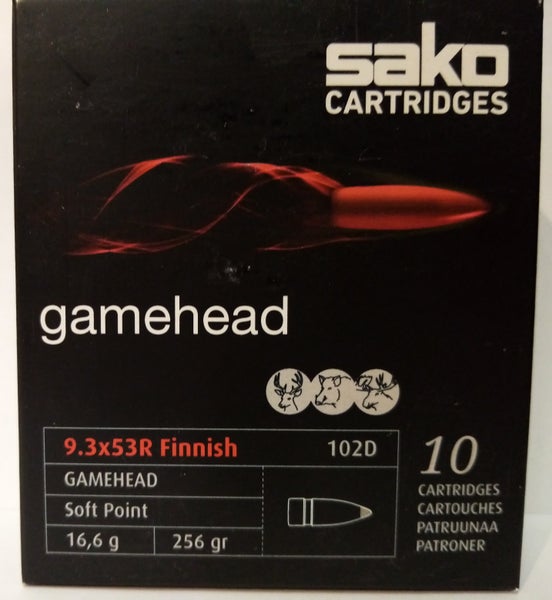 sako
CARTRIDGES
gamehead
9.3x53R Finnish 102D
GAMEHEAD
Soft Point
16,6 g 256 gr
10
CARTRIDGES
CARTOUCHES
PATRUUNAA
PATRONER